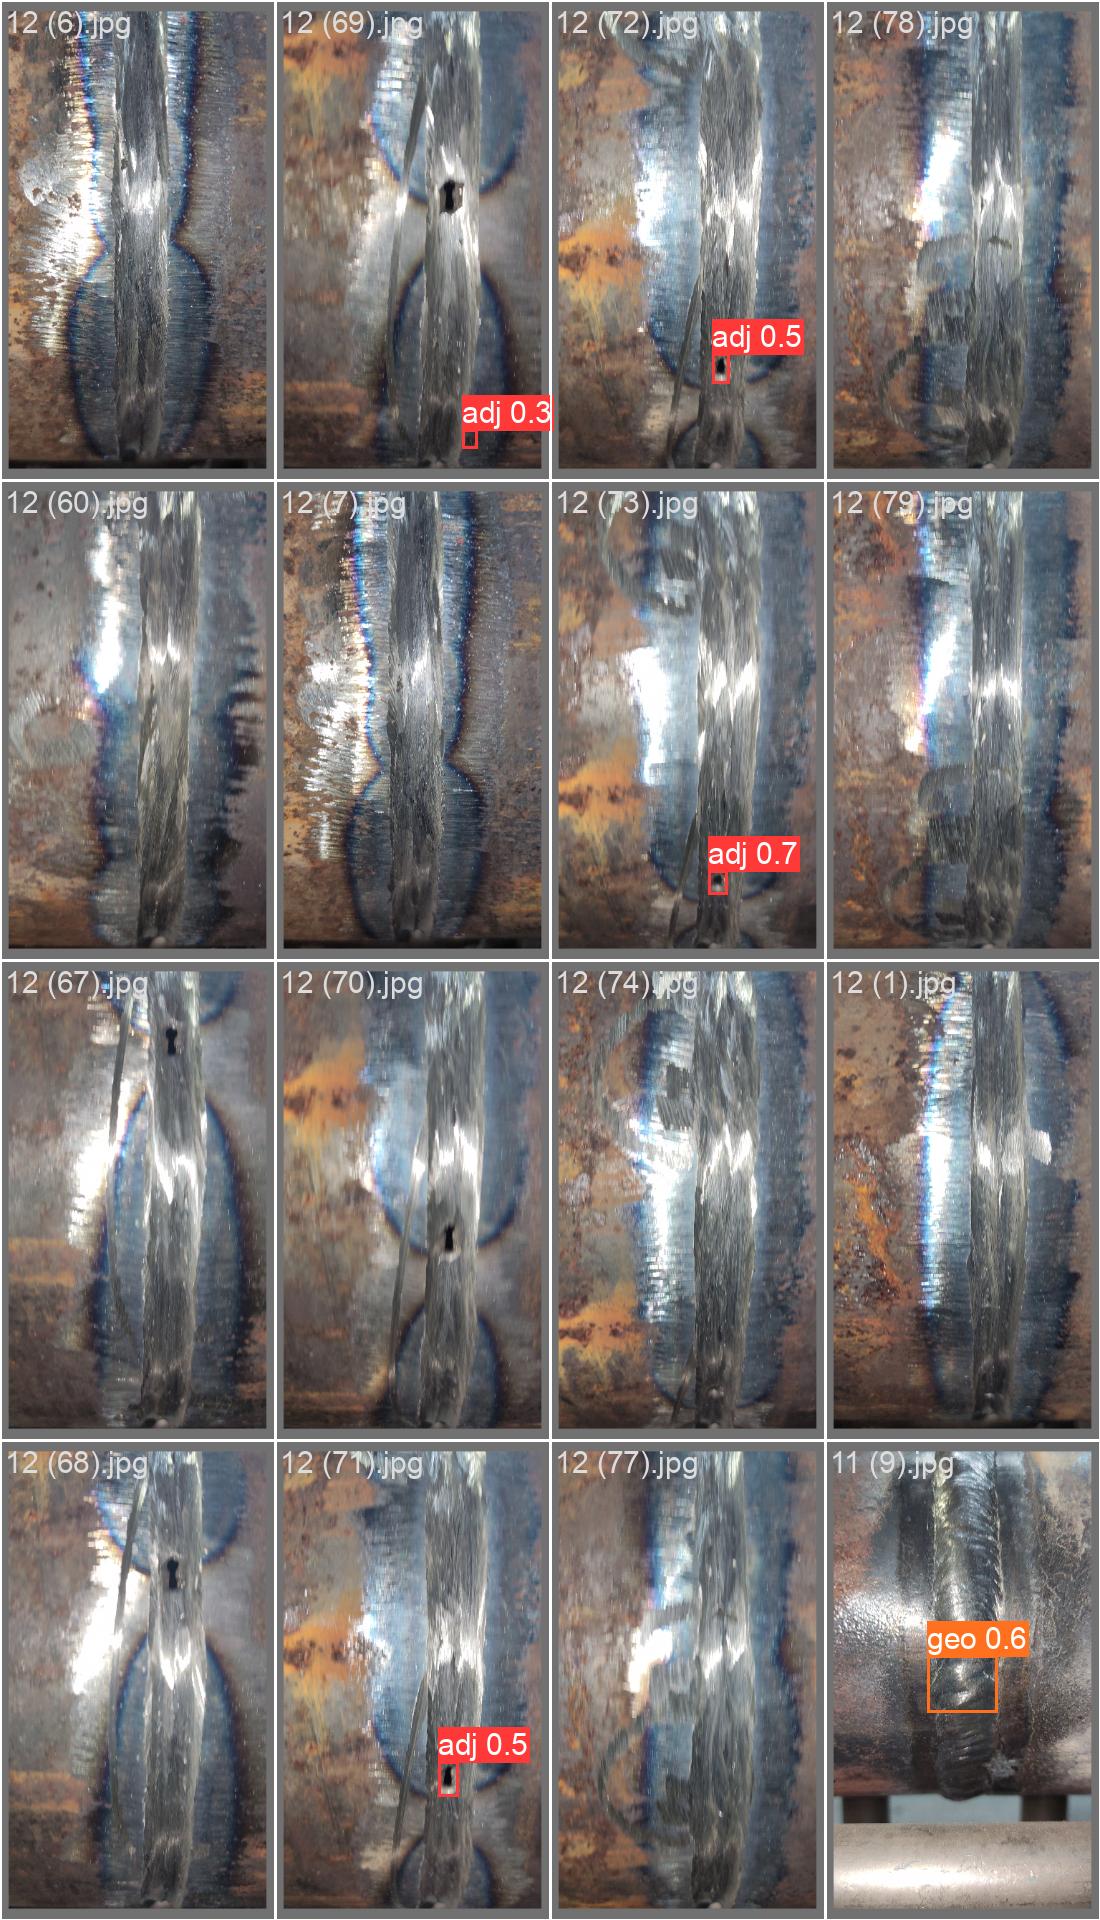 12 (6).jpg
12 (69).jpg
12 (72).jpg
12 (78).jpg
adj 0.5
adj 0.3
12 (60).jpg
12 (7).jpg
12 (73).jpg
12 (79).jpg
adj 0.7
12 (67).jpg
12 (70).jpg
12 (74).jpg
12 (1).jpg
12 (68).jpg
12 (71).jpg
12 (77).jpg
11 (9).jpg
geo 0.6
adj 0.5